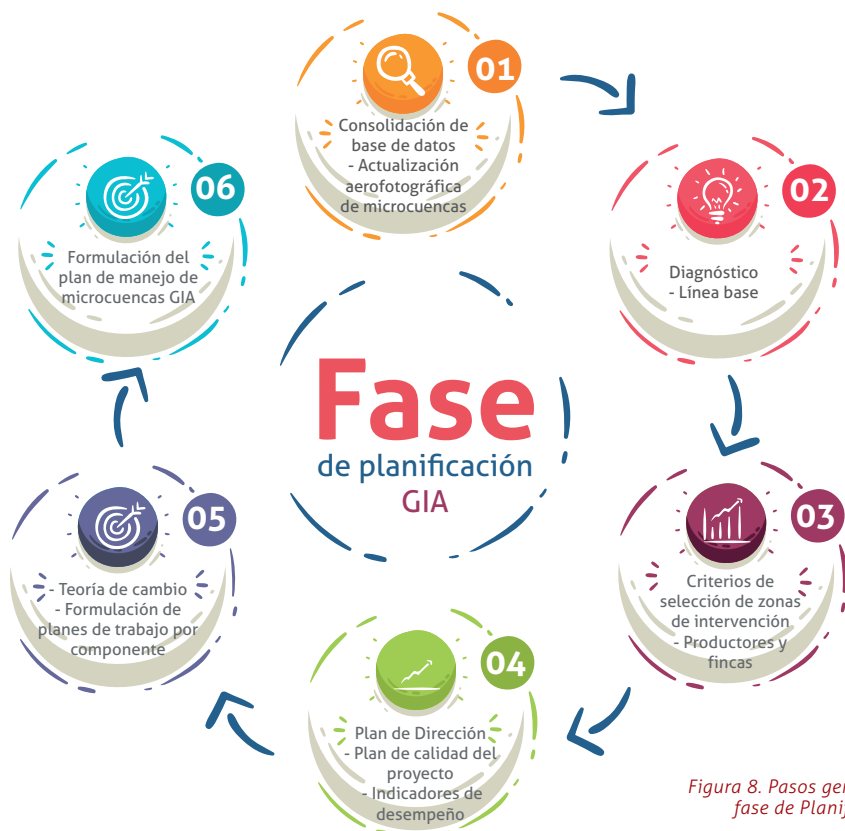 01
Consolidación de
base de datos
- Actualización
aerofotográfica
de microcuencas
02
Diagnóstico
- Línea base
03
Criterios de
selección de zonas
de intervención
- Productores y
fincas
04
Plan de Dirección
- Plan de calidad del
proyecto
- Indicadores de
desempeño
05
- Teoría de cambio
- Formulación de
planes de trabajo por
componente
06
Formulación del
plan de manejo de
microcuencas GIA
Fase
de planificación
GIA
Figura 8. Pasos
fase de